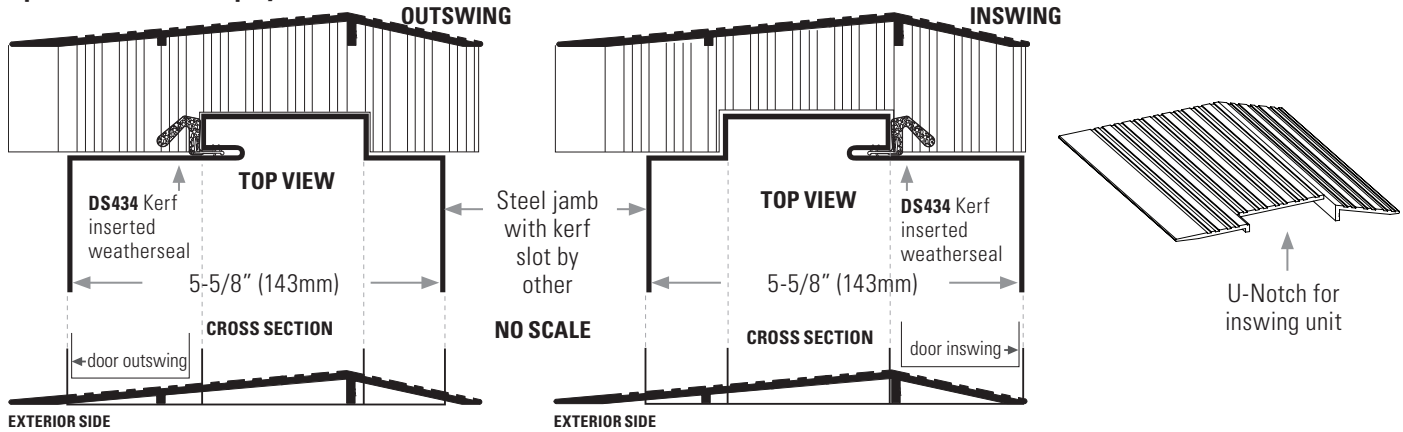 OUTSWING
INSWING
TOP VIEW
DS434 Kerf
inserted
weatherseal
5-5/8” (143mm)
CROSS SECTION
door outswing
EXTERIOR SIDE
Steel jamb
with kerf
slot by
other
NO SCALE
TOP VIEW
DS434 Kerf
inserted
weatherseal
5-5/8” (143mm)
CROSS SECTION
door inswing
EXTERIOR SIDE
U-Notch for
inswing unit